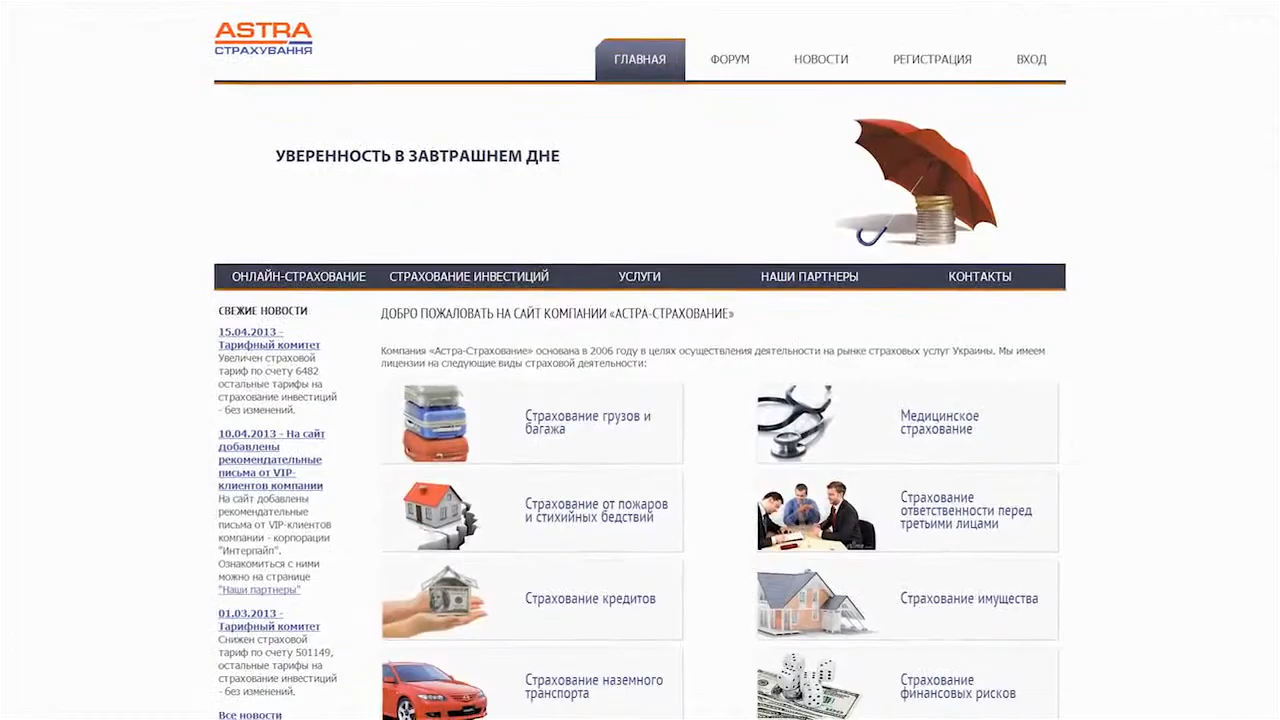 ASTRA
СТРАХУВАННЯ
ГЛАВНАЯ
ФОРУМ
НОВОСТИ
РЕГИСТРАЦИЯ
ВХОД
УВЕРЕННОСТЬ В ЗАВТРАШНЕМ ДНЕ
ОНЛАЙН-СТРАХОВАНИЕ
СТРАХОВАНИЕ ИНВЕСТИЦИЙ
УСЛУГИ
НАШИ ПАРТНЕРЫ
КОНТАКТЫ
СВЕЖИЕ НОВОСТИ
15.04.2013 -
Тарифный комитет
Увеличен страховой
тариф по счету 6482
остальные тарифы на
страхование инвестиций
- без изменений.
10.04.2013 - На сайт
добавлены
рекомендательные
письма от VIP-
клиентов компании
На сайт добавлены
рекомендательные
письма от VIP-клиентов
компании - корпорации
"Интерпайп".
Ознакомиться с ними
можно на странице
"Наши партнеры"
01.03.2013 -
Тарифный комитет
Снижен страховой
тариф по счету 501149,
остальные тарифы на
страхование инвестиций
- без изменений.
Все новости
ДОБРО ПОЖАЛОВАТЬ НА САЙТ КОМПАНИИ «АСТРА-СТРАХОВАНИЕ»
Компания «Астра-Страхование» основана в 2006 году в целях осуществления деятельности на рынке страховых услуг Украины. Мы имеем
лицензии на следующие виды страховой деятельности:
Страхование грузов и
багажа
Медицинское
страхование
Страхование от пожаров
и стихийных бедствий
Страхование
ответственности перед
третьими лицами
Страхование кредитов
Страхование имущества
Страхование наземного
транспорта
Страхование
финансовых рисков